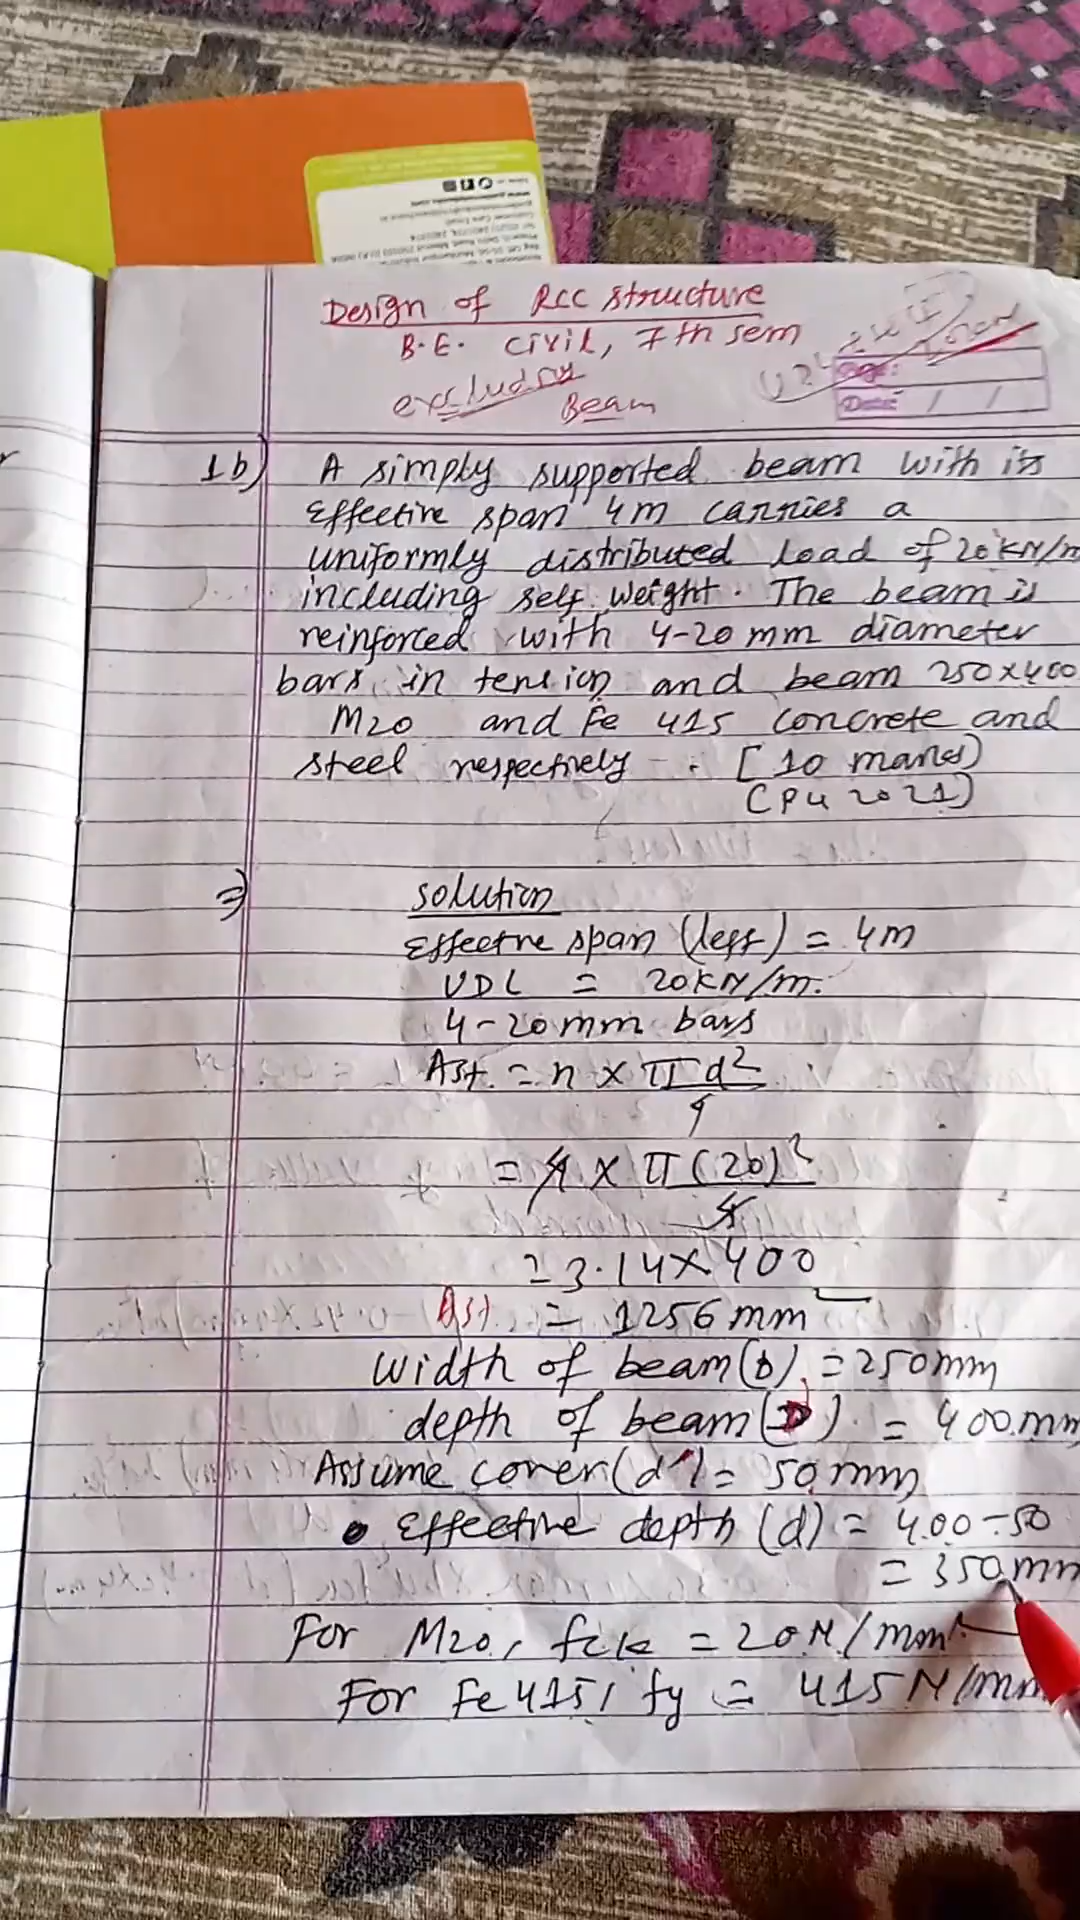 Design of RCC structure
B.E. civil, 7th sem
Beam
Date: / /
1b) A simply supported beam with its
Effective span 4m carries a
uniformly distributed load of 20 KN/m
including self weight. The beam is
reinforced with 4-20 mm diameter
bars in tension and beam 250x400
M20 and Fe 415 concrete and
steel respectively. [10 marks)
(PU 2021)
=> solution
Effective span (leff) = 4m
UDL = 20KN/m.
4-20mm bars
Ast. = n x πd²/4
= 4 x π(20)²/4
= 3.14x400
Ast = 1256 mm
width of beam(b) = 250mm
depth of beam(D) = 400mm
Assume cover(d') = 50mm
Effective depth (d) = 400-50
= 350mm
For M20, fck = 20N/mm²
For Fe415, fy = 415N/mm